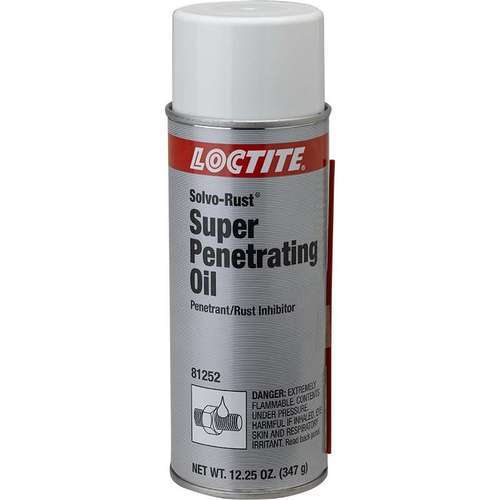 LOCTITE®
Solvo-Rust®
Super
Penetrating
Oil
Penetrant/Rust Inhibitor
81252
DANGER: EXTREMELY
FLAMMABLE. CONTENTS
UNDER PRESSURE.
HARMFUL IF INHALED, EYE,
SKIN AND RESPIRATORY
IRRITANT. Read back panel.
NET WT. 12.25 OZ. (347 g)